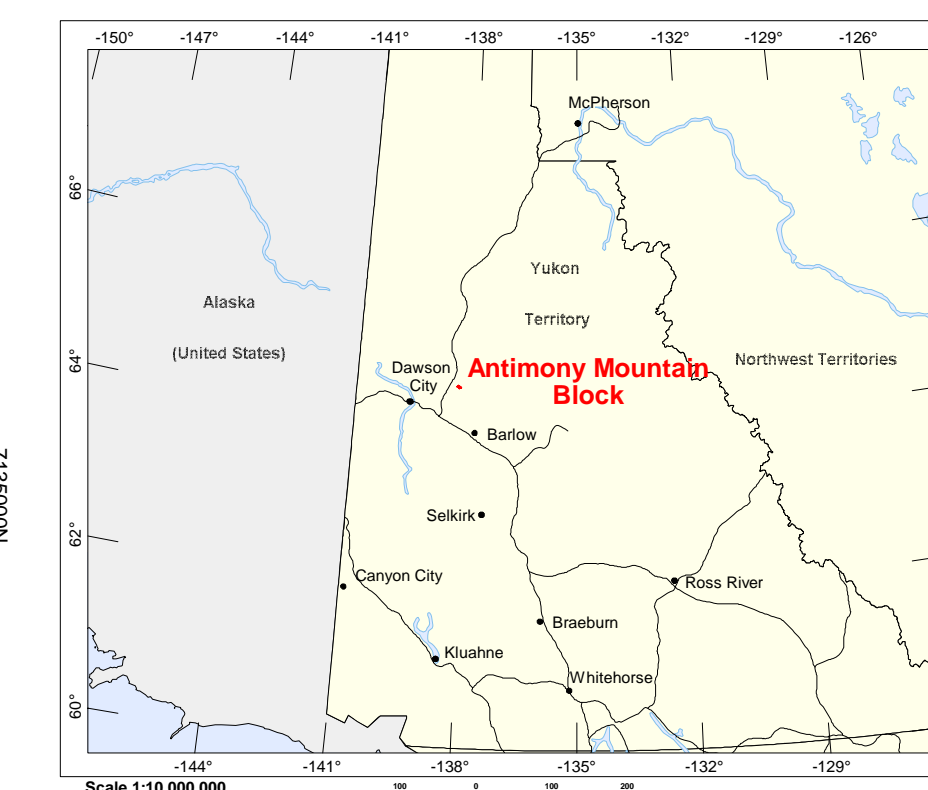 -150° -147° -144° -141° -138° -135° -132° -129° -126°
McPherson
66°
Yukon
Alaska
Territory
(United States)
Northwest Territories
64°
Dawson
City
Antimony Mountain
Block
Barlow
7125000N
Selkirk
62°
Canyon City
Ross River
Braeburn
Kluahne
Whitehorse
60°
-144° -141° -138° -135° -132° -129°
Scale 1:10 000 000
100 0 100 200